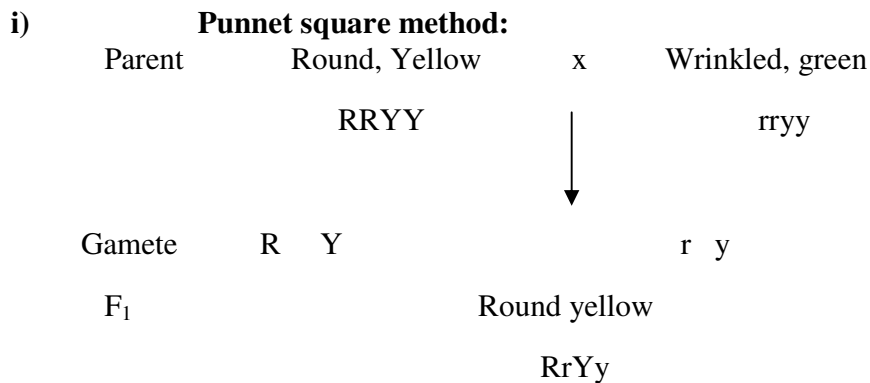 i) Punnet square method:
Parent Round, Yellow x Wrinkled, green
RRYY rryy
Gamete R Y r y
F₁ Round yellow
RrYy